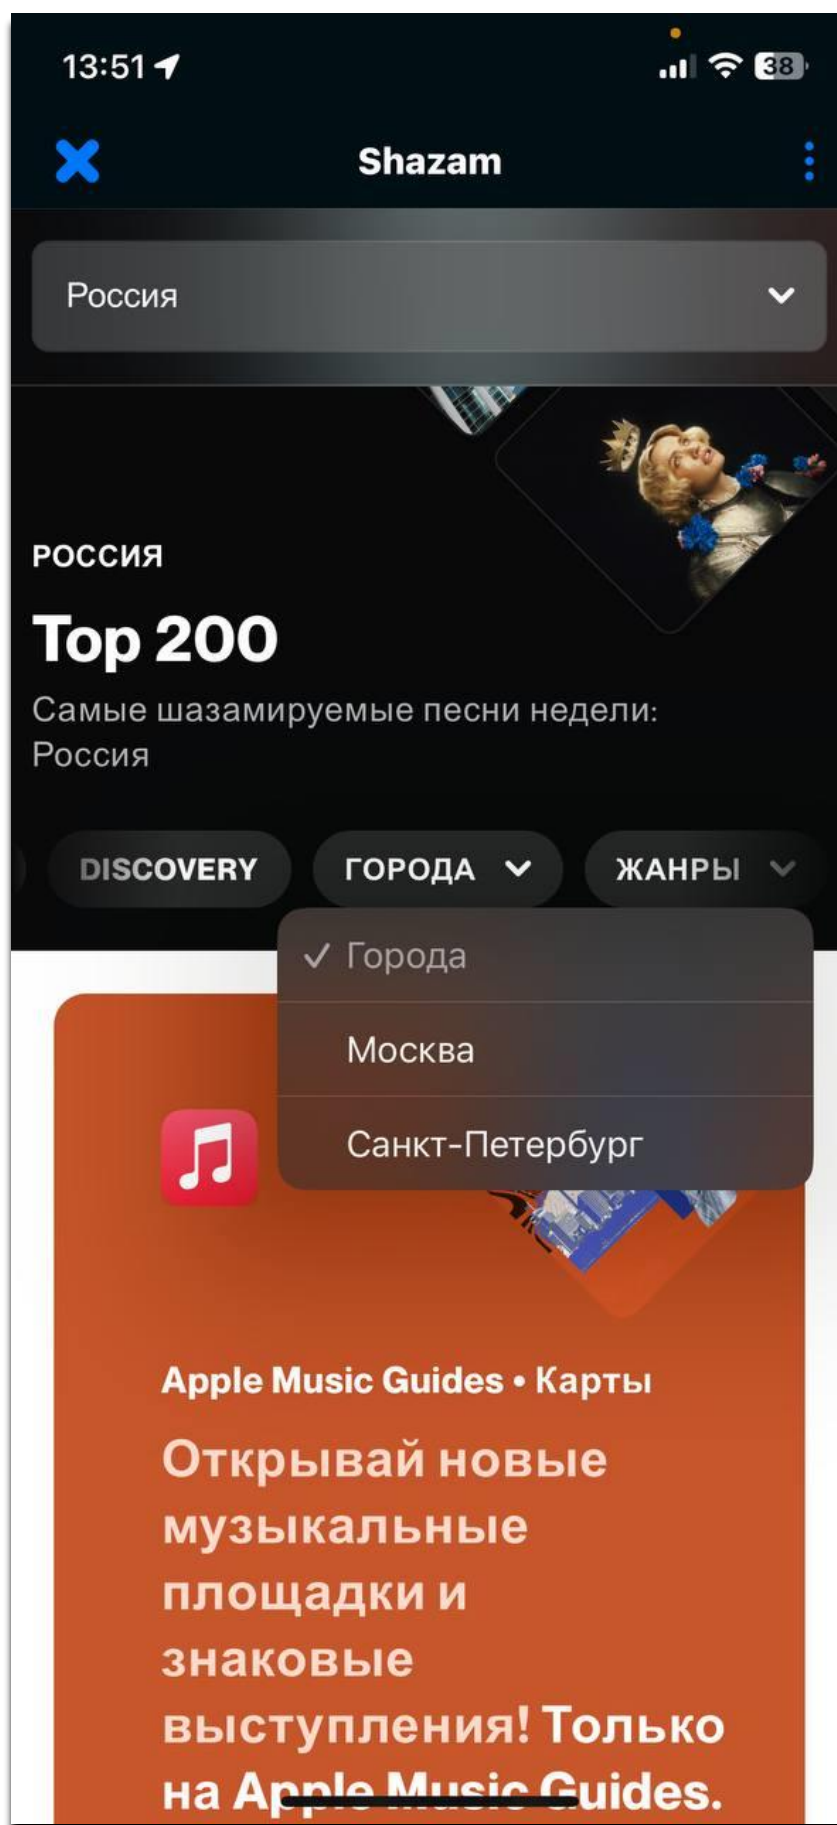 13:51
38
Shazam
Россия
РОССИЯ
Top 200
Самые шазамируемые песни недели:
Россия
DISCOVERY ГОРОДА ЖАНРЫ
Города
Москва
Санкт-Петербург
Apple Music Guides • Карты
Открывай новые
музыкальные
площадки и
знаковые
выступления! Только
на Apple Music Guides.